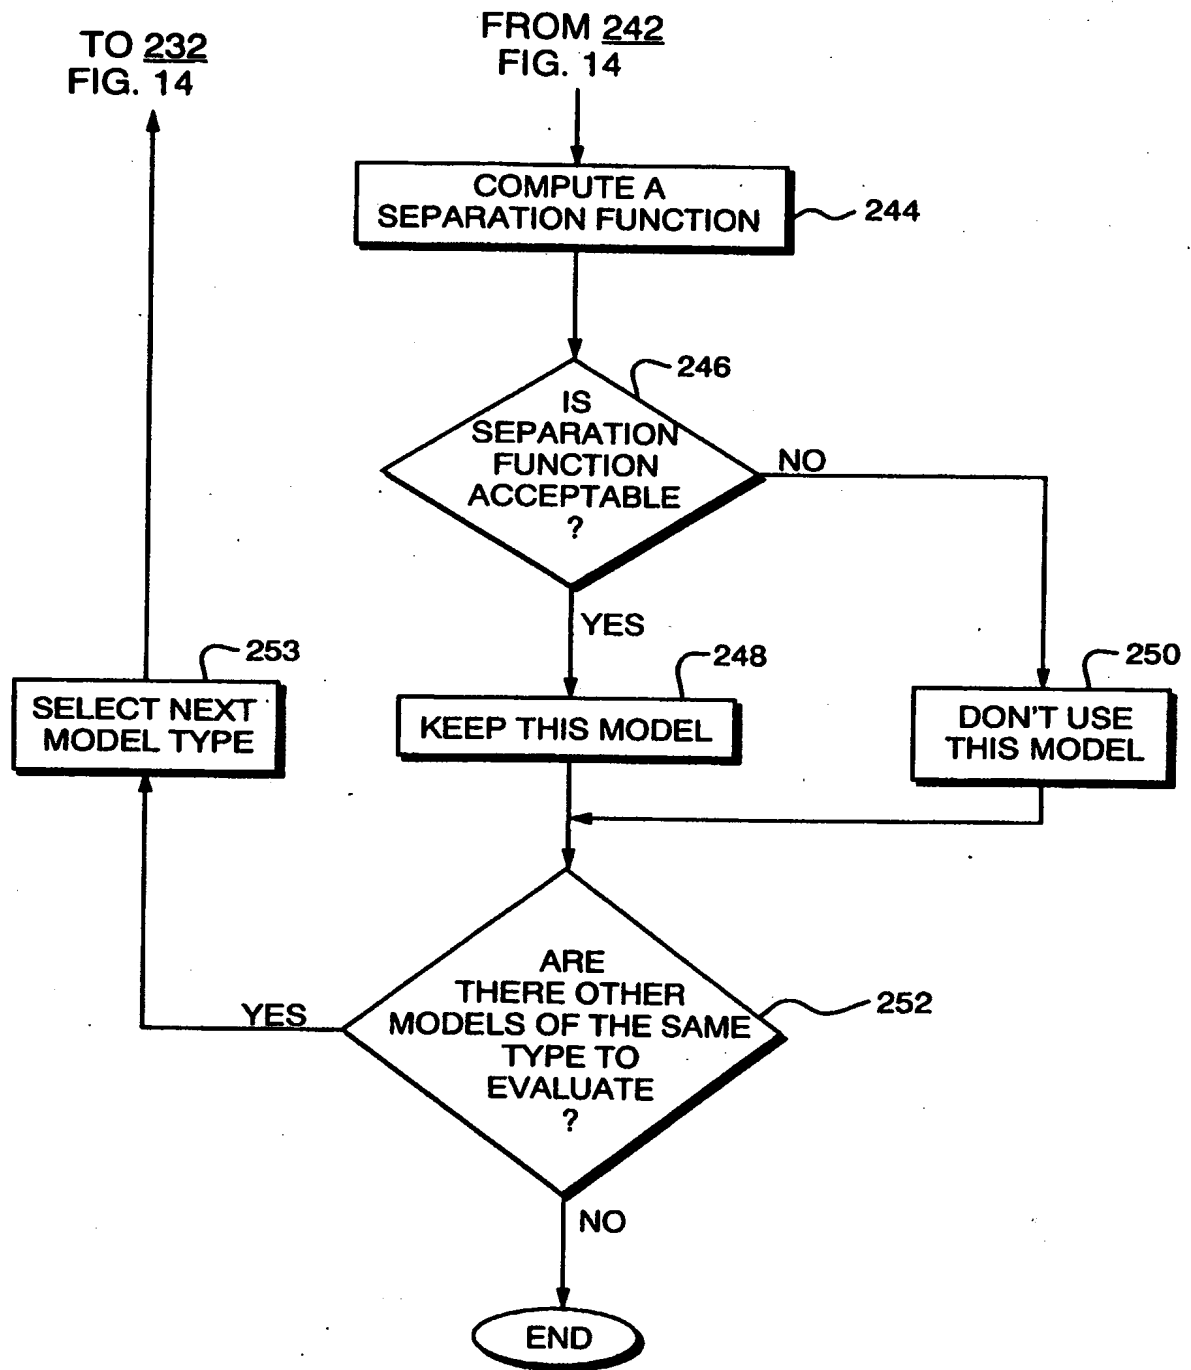 TO 232
FIG. 14
FROM 242
FIG. 14
COMPUTE A
SEPARATION FUNCTION
244
IS
SEPARATION
FUNCTION
ACCEPTABLE
?
246
NO
YES
253
SELECT NEXT
MODEL TYPE
248
KEEP THIS MODEL
250
DON'T USE
THIS MODEL
ARE
THERE OTHER
MODELS OF THE SAME
TYPE TO
EVALUATE
?
252
YES
NO
END